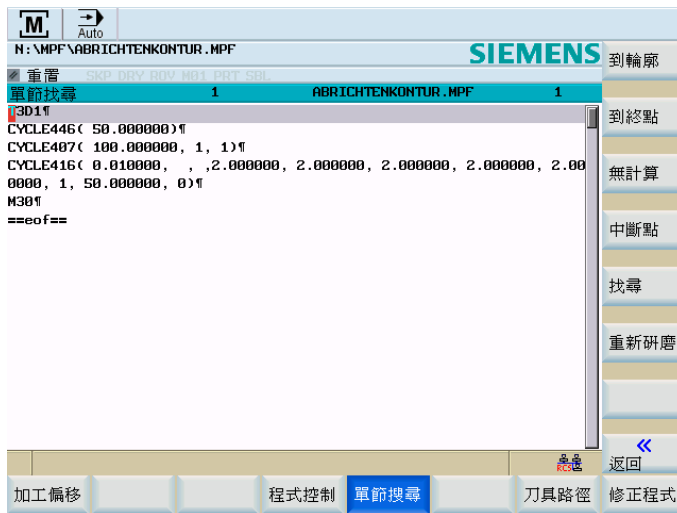 M
Auto
N:\MPF\ABRICHTENKONTUR.MPF
SIEMENS
重置 SKP DRY ROV M01 PRT SBL
單節找尋 1 ABRICHTENKONTUR.MPF 1
T3D1¶
CYCLE446( 50.000000)¶
CYCLE407( 100.000000, 1, 1)¶
CYCLE416( 0.010000, , ,2.000000, 2.000000, 2.000000, 2.000000, 2.00
0000, 1, 50.000000, 0)¶
M30¶
==eof==
到輪廓
到終點
無計算
中斷點
找尋
重新研磨
«
返回
RCS
加工偏移
程式控制
單節搜尋
刀具路徑
修正程式